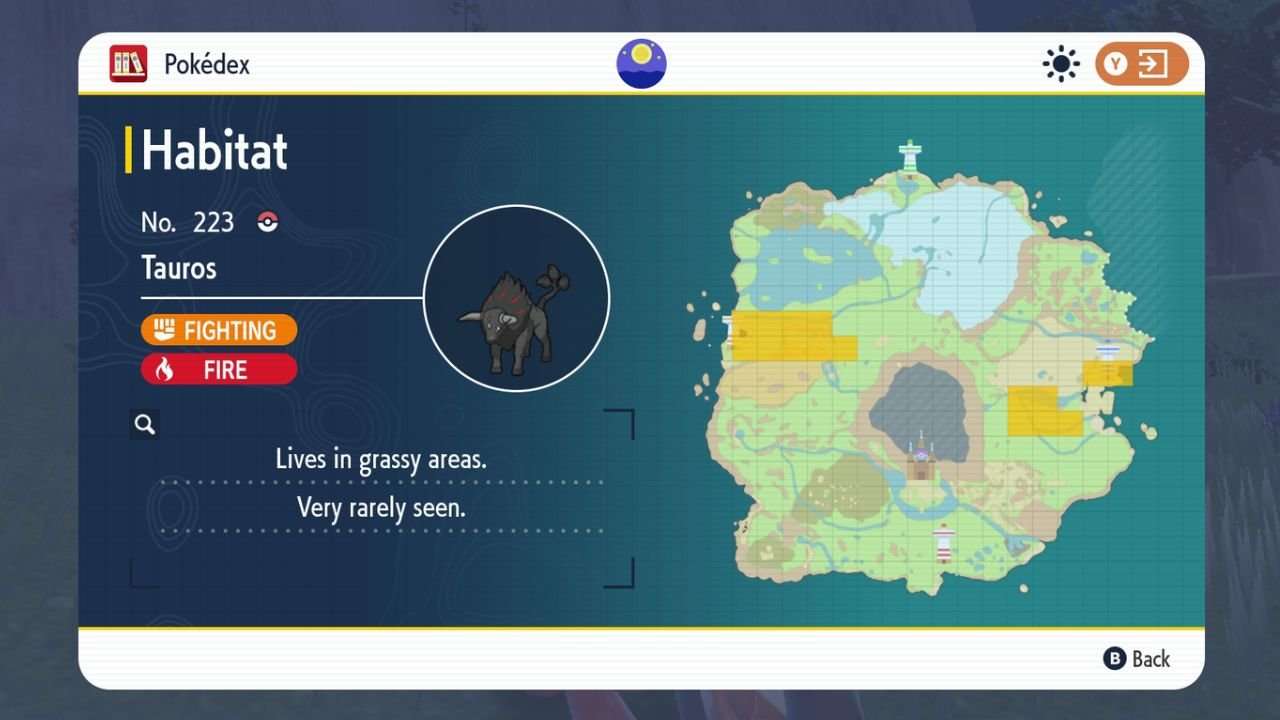 Pokédex
Y
Habitat
No. 223
Tauros
FIGHTING
FIRE
Lives in grassy areas.
Very rarely seen.
B Back